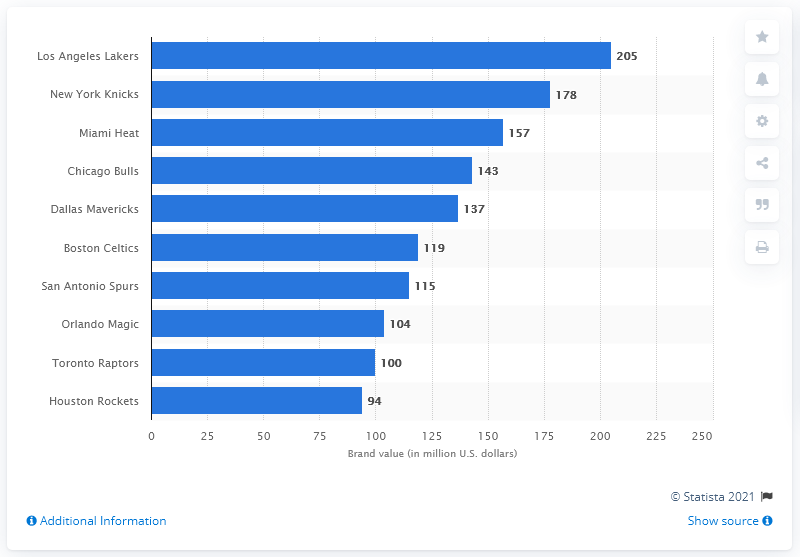 Los Angeles Lakers 205
New York Knicks 178
Miami Heat 157
Chicago Bulls 143
Dallas Mavericks 137
Boston Celtics 119
San Antonio Spurs 115
Orlando Magic 104
Toronto Raptors 100
Houston Rockets 94
0 25 50 75 100 125 150 175 200 225 250
Brand value (in million U.S. dollars)
© Statista 2021
Additional Information Show source